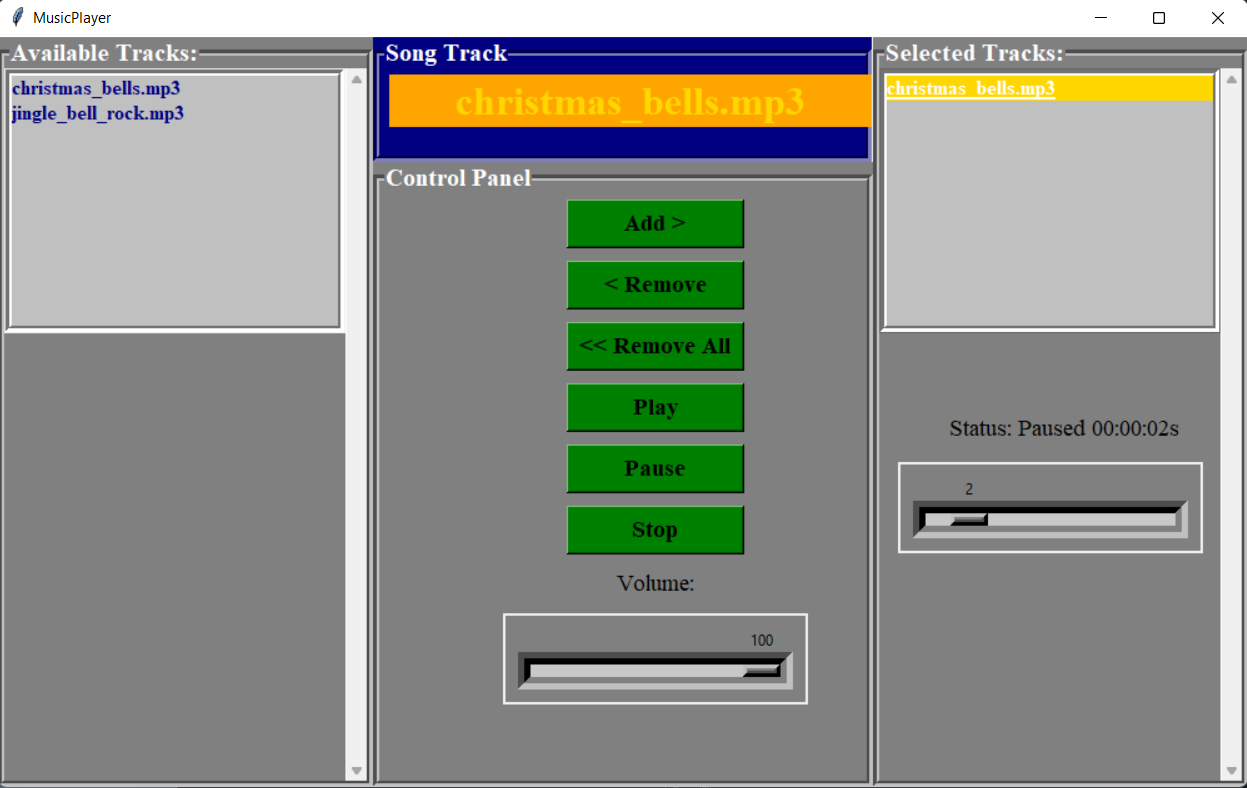 MusicPlayer
Available Tracks:
christmas_bells.mp3
jingle_bell_rock.mp3
Song Track
christmas_bells.mp3
Control Panel
Add >
< Remove
<< Remove All
Play
Pause
Stop
Volume:
100
Selected Tracks:
christmas_bells.mp3
Status: Paused 00:00:02s
2